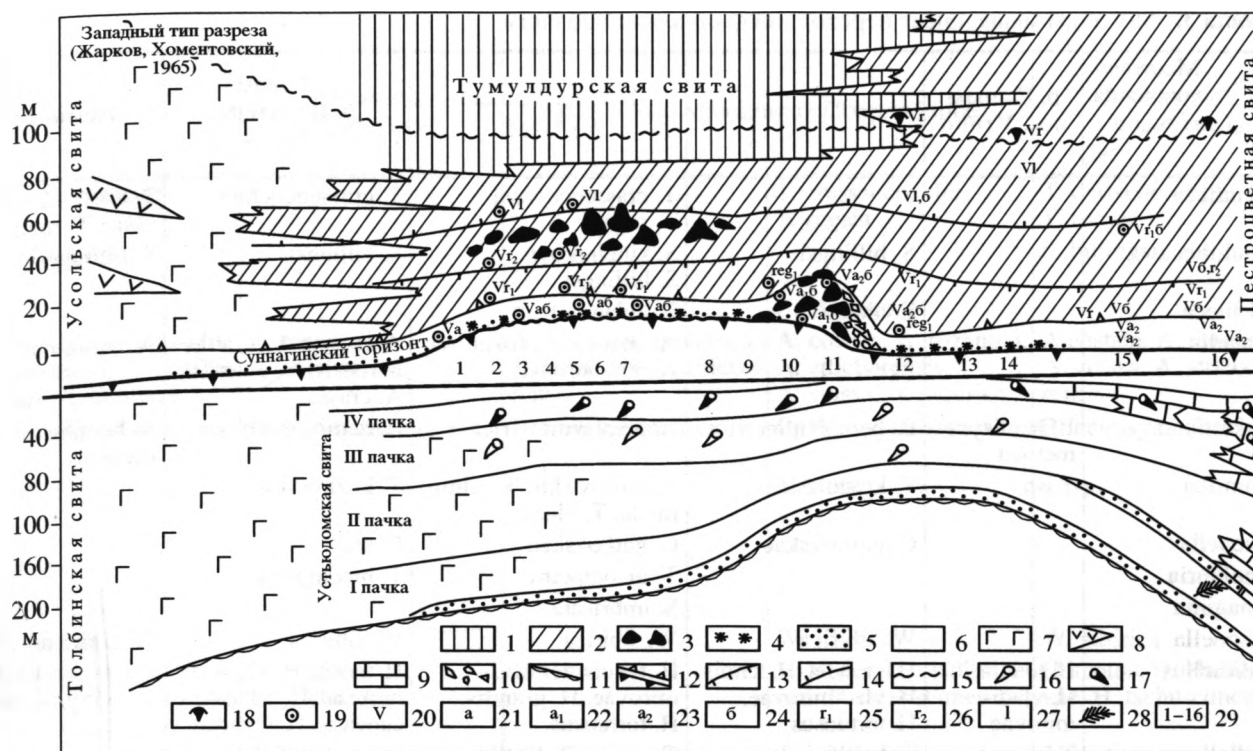 Западный тип разреза
(Жарков, Хоментовский,
1965)
Тумулдурская свита
м
100
80
60
40
20
0
Усольская свита
Пестроцветная свита
Vr
Vr
Vl
Vl
Vl
Vl,б
Vr₁б
Vr₂
Vr₂
reg₁
Va₂б
Vr₁
Vб,r₂
Vr₁
Vr₁
Vr₁
Va₁б
Vr₁
Vaб
Vaб
Vaб
Va₂б
Vб
Vб
Va
Va₁б
reg₁
Vr
Va₂
Va₂
Va₂
Суннагинский горизонт
1 2 3 4 5 6 7 8 9 10 11 12 13 14 15 16
0
40
80
100
160
200
м
Толбинская свита
Устьюдомская свита
IV пачка
III пачка
II пачка
I пачка
1 2 3 4 5 6 7 8
9 10 11 12 13 14 15 16 17
18 19 V 20 a 21 a₁ 22 a₂ 23 б 24 r₁ 25 r₂ 26 l 27 28 1–16 29